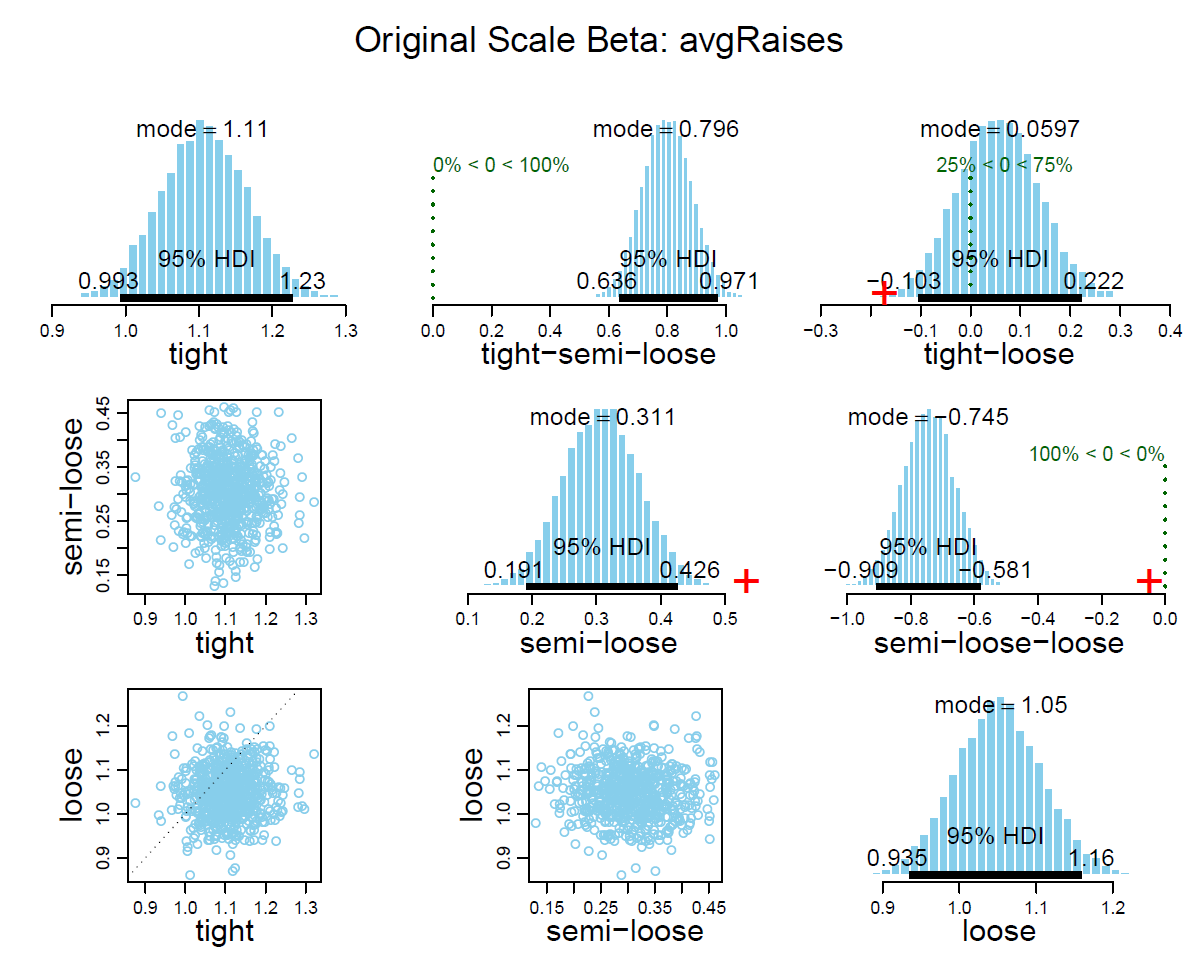 Original Scale Beta: avgRaises
mode = 1.11
95% HDI
0.993 1.23
0.9 1.0 1.1 1.2 1.3
tight
mode = 0.796
0% < 0 < 100%
95% HDI
0.636 0.971
0.0 0.2 0.4 0.6 0.8 1.0
tight−semi−loose
mode = 0.0597
25% < 0 < 75%
95% HDI
−0.103 0.222
−0.3 −0.1 0.0 0.1 0.2 0.3 0.4
tight−loose
semi−loose
0.15 0.25 0.35 0.45
0.9 1.0 1.1 1.2 1.3
tight
mode = 0.311
95% HDI
0.191 0.426
0.1 0.2 0.3 0.4 0.5
semi−loose
mode = −0.745
100% < 0 < 0%
95% HDI
−0.909 −0.581
−1.0 −0.8 −0.6 −0.4 −0.2 0.0
semi−loose−loose
loose
0.9 1.0 1.1 1.2
0.9 1.0 1.1 1.2 1.3
tight
loose
0.9 1.0 1.1 1.2
0.15 0.25 0.35 0.45
semi−loose
mode = 1.05
95% HDI
0.935 1.16
0.9 1.0 1.1 1.2
loose